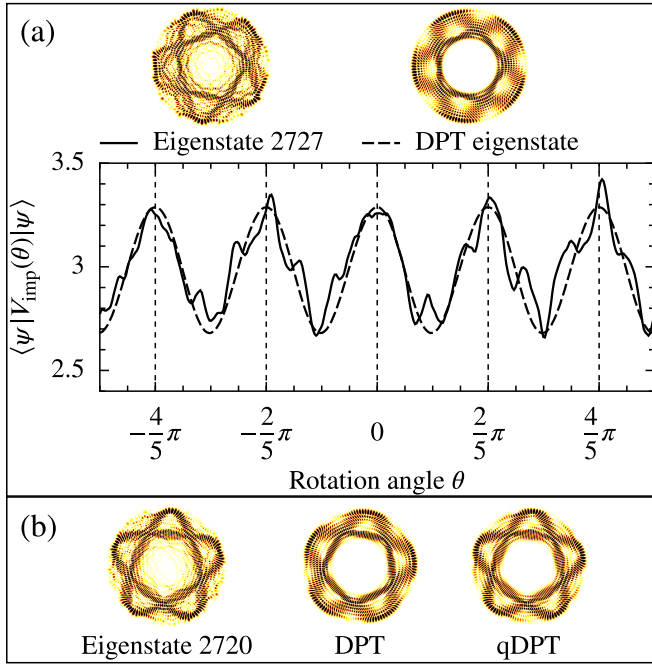 (a)
Eigenstate 2727 DPT eigenstate
⟨ψ|V_imp(θ)|ψ⟩
3.5
3
2.5
−4/5π −2/5π 0 2/5π 4/5π
Rotation angle θ
(b)
Eigenstate 2720 DPT qDPT